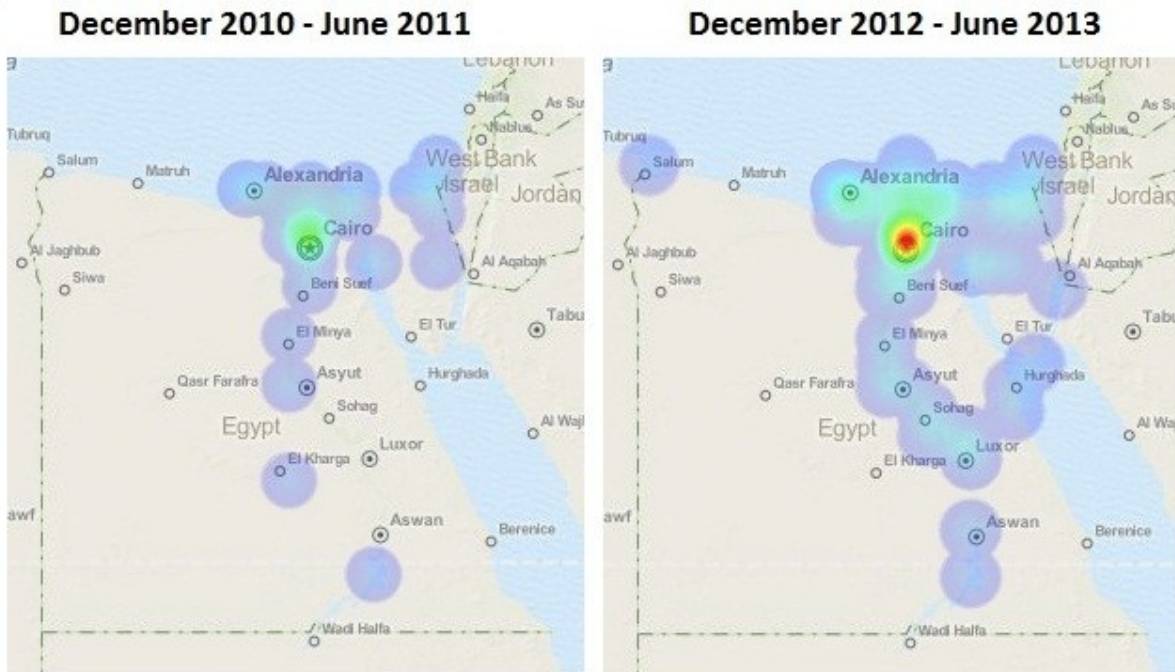 December 2010 - June 2011
December 2012 - June 2013
Lebanon
Haifa
As Su
Nablus
Tubruq
Salum
Matruh
Alexandria
West Bank
Israel
Jordan
Cairo
Al Jaghbub
Siwa
Al Aqabah
Beni Suef
El Minya
El Tur
Tabu
Qasr Farafra
Asyut
Hurghada
Sohag
Egypt
Al Wajl
El Kharga
Luxor
awf
Aswan
Berenice
Wadi Halfa
Lebanon
Haifa
As Su
Nablus
Tubruq
Salum
Matruh
Alexandria
West Bank
Israel
Jordan
Cairo
Al Jaghbub
Siwa
Al Aqabah
Beni Suef
El Minya
El Tur
Tabu
Qasr Farafra
Asyut
Hurghada
Sohag
Egypt
Al Wa
El Kharga
Luxor
awf
Aswan
Berenice
Wadi Halfa